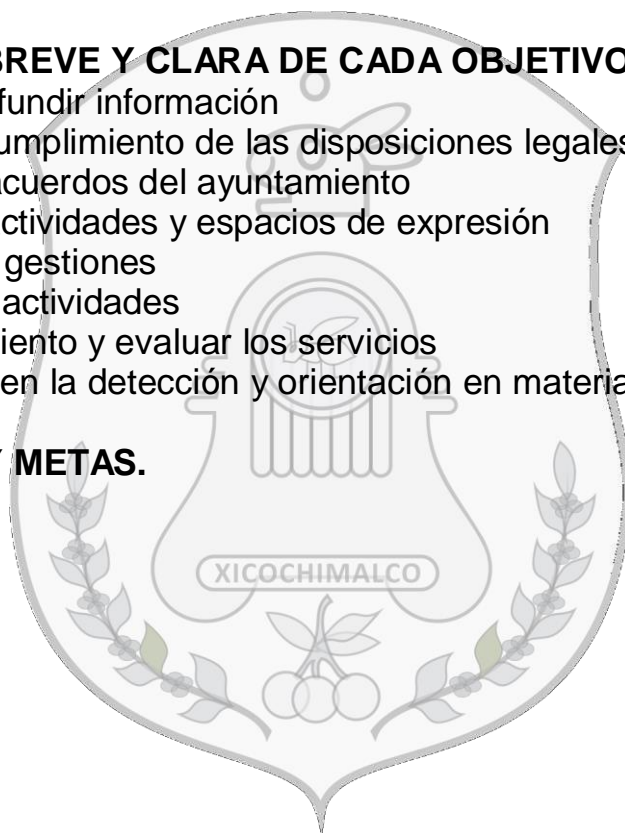 BREVE Y CLARA DE CADA OBJETIVO
fundir información
umplimiento de las disposiciones legales
acuerdos del ayuntamiento
ctividades y espacios de expresión
gestiones
actividades
iento y evaluar los servicios
en la detección y orientación en materia
Y METAS.
XICOCHIMALCO